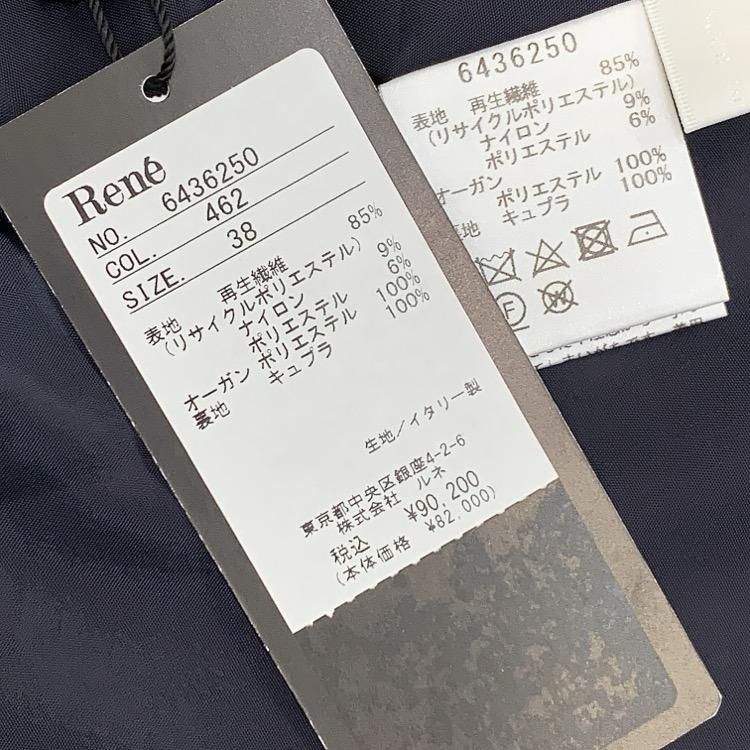 René
NO. 6436250
COL. 462
SIZE. 38
表地 再生繊維 85%
(リサイクルポリエステル)
ナイロン 9%
ポリエステル 6%
オーガン ポリエステル 100%
裏地 キュプラ 100%
生地/イタリー製
東京都中央区銀座4-2-6
株式会社 ルネ
税込 ¥90,200
(本体価格 ¥82,000)
6436250
表地 再生繊維 85%
(リサイクルポリエステル)
ナイロン 9%
ポリエステル 6%
オーガン ポリエステル 100%
裏地 キュプラ 100%
F
W